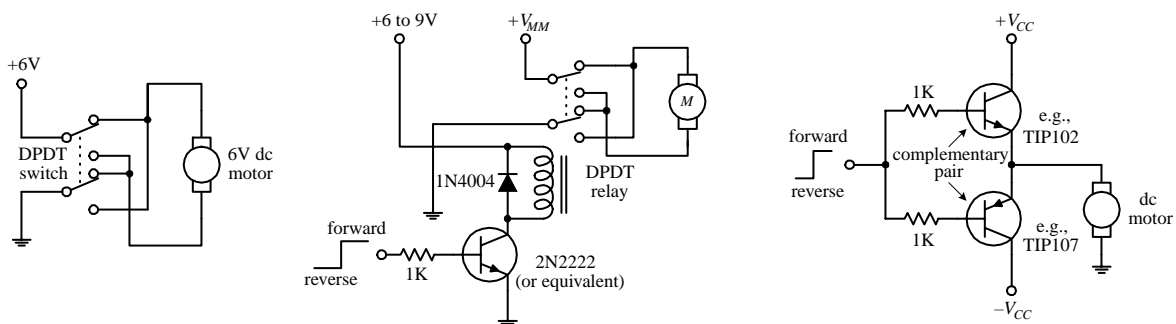 +6V
DPDT
switch
6V dc
motor
+6 to 9V
+V_MM
M
DPDT
relay
1N4004
forward
reverse
1K
2N2222
(or equivalent)
+V_CC
1K
e.g.,
TIP102
forward
reverse
complementary
pair
1K
e.g.,
TIP107
dc
motor
−V_CC